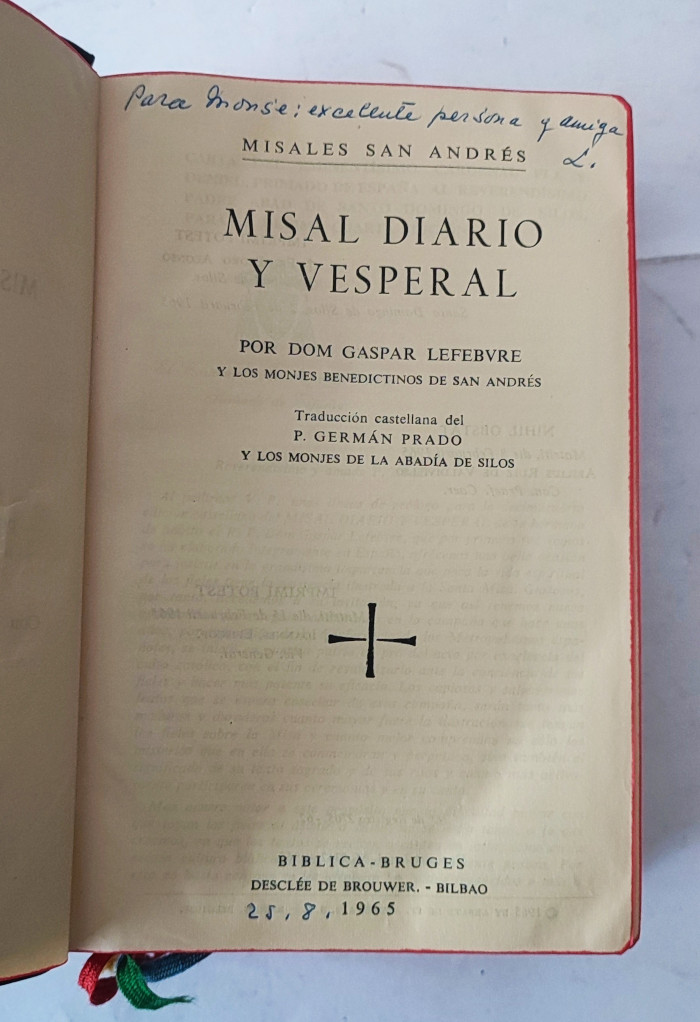 Para Monse: excelente persona y amiga
L.
MISALES SAN ANDRÉS
MISAL DIARIO
Y VESPERAL
POR DOM GASPAR LEFEBVRE
Y LOS MONJES BENEDICTINOS DE SAN ANDRÉS
Traducción castellana del
P. GERMÁN PRADO
Y LOS MONJES DE LA ABADÍA DE SILOS
BIBLICA - BRUGES
DESCLÉE DE BROUWER. - BILBAO
25, 8, 1965